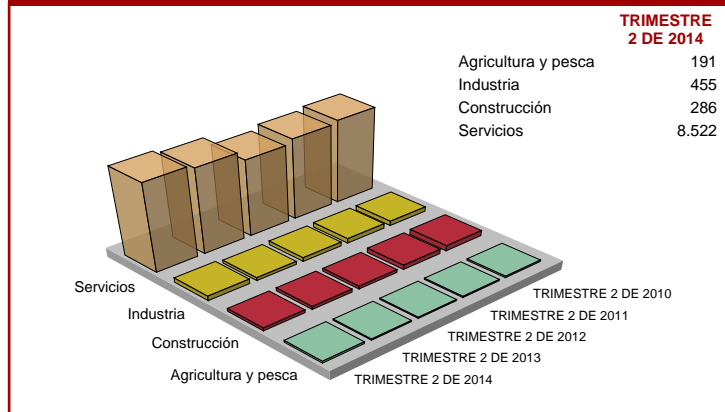 TRIMESTRE
2 DE 2014
Agricultura y pesca 191
Industria 455
Construcción 286
Servicios 8.522
Servicios
Industria
Construcción
Agricultura y pesca
TRIMESTRE 2 DE 2010
TRIMESTRE 2 DE 2011
TRIMESTRE 2 DE 2012
TRIMESTRE 2 DE 2013
TRIMESTRE 2 DE 2014